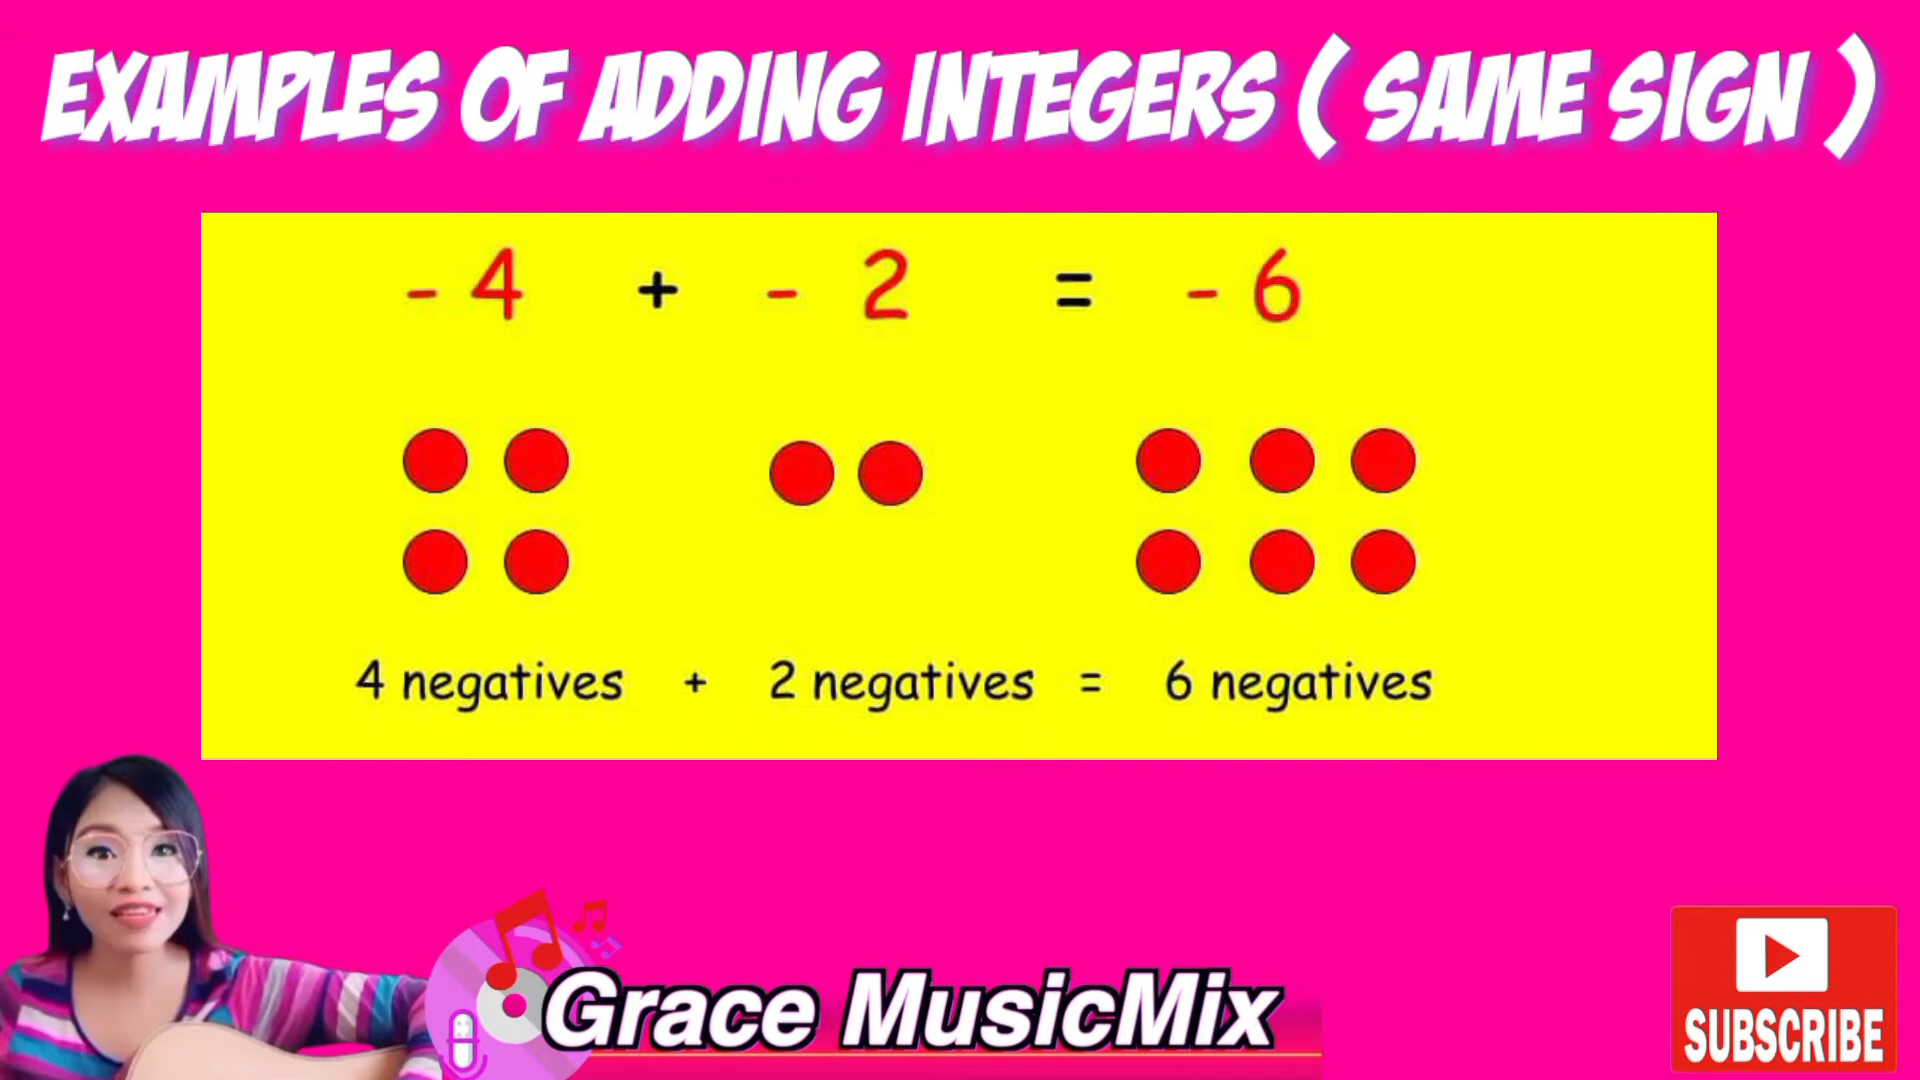 EXAMPLES OF ADDING INTEGERS ( SAME SIGN )
- 4 + - 2 = - 6
4 negatives + 2 negatives = 6 negatives
Grace MusicMix
SUBSCRIBE